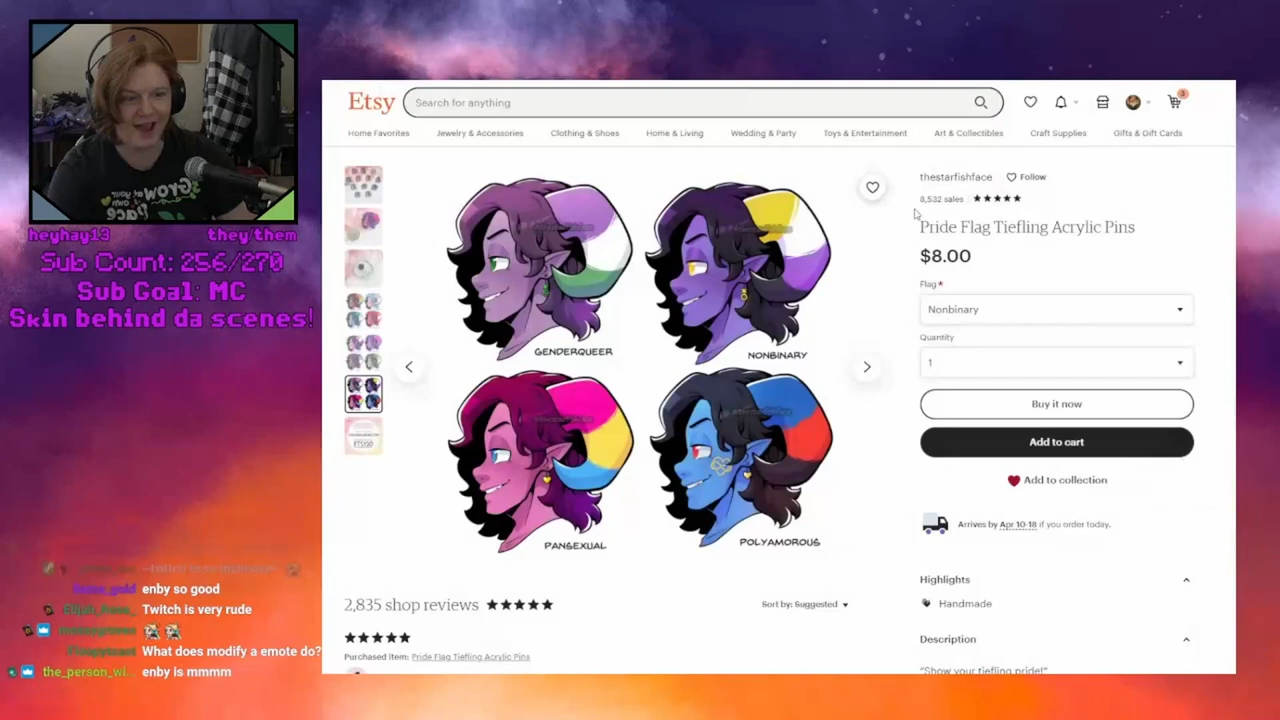 heyhay13
they/them
Sub Count: 256/270
Sub Goal: MC
Skin behind da scenes!
enby so good
Twitch is very rude
What does modify a emote do?
the_person_wi... enby is mmmm
Etsy
Search for anything
3
Home Favorites
Jewelry & Accessories
Clothing & Shoes
Home & Living
Wedding & Party
Toys & Entertainment
Art & Collectibles
Craft Supplies
Gifts & Gift Cards
GENDERQUEER
NONBINARY
PANSEXUAL
POLYAMOROUS
2,835 shop reviews
Sort by: Suggested
Purchased item: Pride Flag Tiefling Acrylic Pins
thestarfishface
Follow
8,532 sales
Pride Flag Tiefling Acrylic Pins
$8.00
Flag*
Nonbinary
Quantity
1
Buy it now
Add to cart
Add to collection
Arrives by Apr 10-18 if you order today.
Highlights
Handmade
Description
"Show your tiefling pride!"